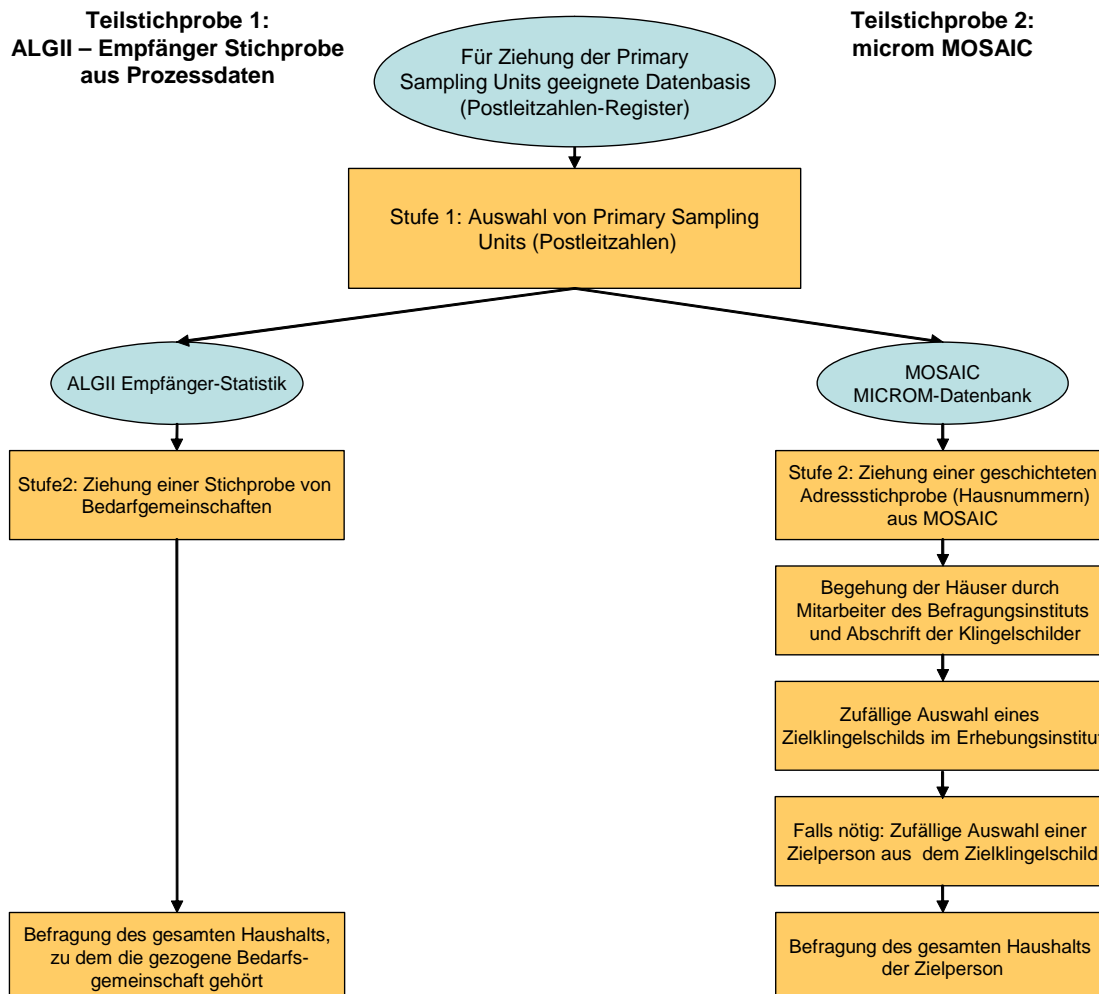 Teilstichprobe 1:
ALGII – Empfänger Stichprobe
aus Prozessdaten
Teilstichprobe 2:
microm MOSAIC
Für Ziehung der Primary
Sampling Units geeignete Datenbasis
(Postleitzahlen-Register)
Stufe 1: Auswahl von Primary Sampling
Units (Postleitzahlen)
ALGII Empfänger-Statistik
MOSAIC
MICROM-Datenbank
Stufe2: Ziehung einer Stichprobe von
Bedarfgemeinschaften
Stufe 2: Ziehung einer geschichteten
Adressstichprobe (Hausnummern)
aus MOSAIC
Begehung der Häuser durch
Mitarbeiter des Befragungsinstituts
und Abschrift der Klingelschilder
Zufällige Auswahl eines
Zielklingelschilds im Erhebungsinstitut
Falls nötig: Zufällige Auswahl einer
Zielperson aus dem Zielklingelschild
Befragung des gesamten Haushalts,
zu dem die gezogene Bedarfs-
gemeinschaft gehört
Befragung des gesamten Haushalts
der Zielperson